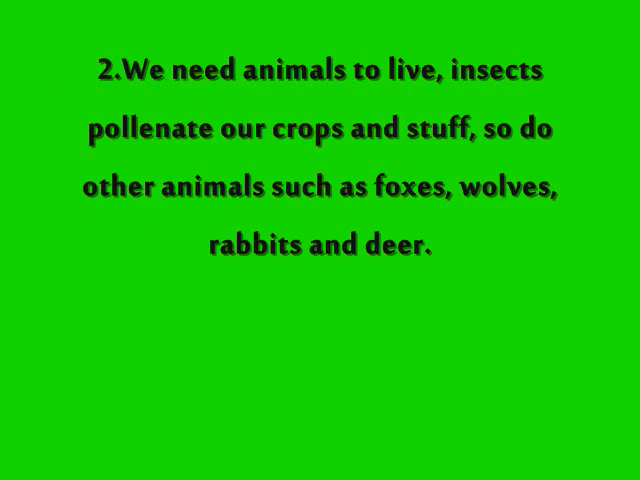 2.We need animals to live, insects
pollenate our crops and stuff, so do
other animals such as foxes, wolves,
rabbits and deer.